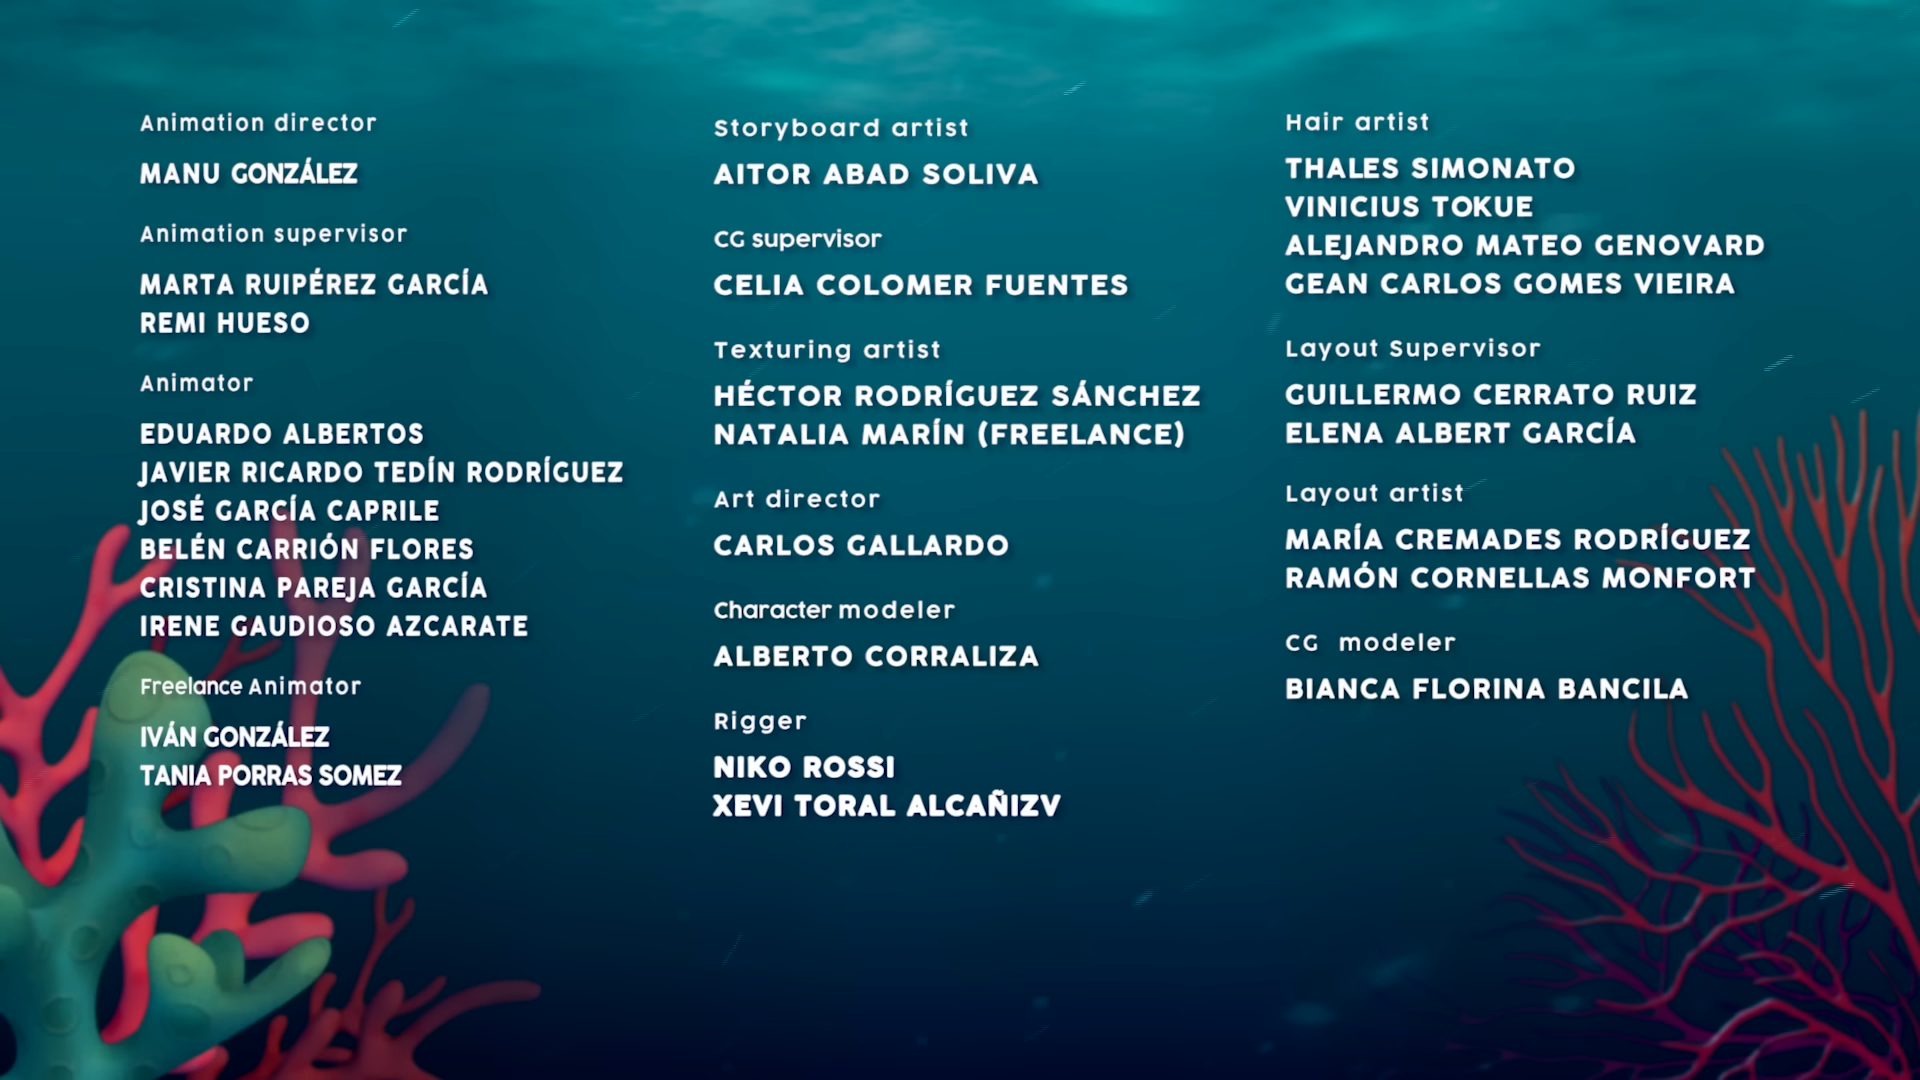 Animation director
MANU GONZÁLEZ
Animation supervisor
MARTA RUIPÉREZ GARCÍA
REMI HUESO
Animator
EDUARDO ALBERTOS
JAVIER RICARDO TEDÍN RODRÍGUEZ
JOSÉ GARCÍA CAPRILE
BELÉN CARRIÓN FLORES
CRISTINA PAREJA GARCÍA
IRENE GAUDIOSO AZCARATE
Freelance Animator
IVÁN GONZÁLEZ
TANIA PORRAS SOMEZ
Storyboard artist
AITOR ABAD SOLIVA
CG supervisor
CELIA COLOMER FUENTES
Texturing artist
HÉCTOR RODRÍGUEZ SÁNCHEZ
NATALIA MARÍN (FREELANCE)
Art director
CARLOS GALLARDO
Character modeler
ALBERTO CORRALIZA
Rigger
NIKO ROSSI
XEVI TORAL ALCAÑIZV
Hair artist
THALES SIMONATO
VINICIUS TOKUE
ALEJANDRO MATEO GENOVARD
GEAN CARLOS GOMES VIEIRA
Layout Supervisor
GUILLERMO CERRATO RUIZ
ELENA ALBERT GARCÍA
Layout artist
MARÍA CREMADES RODRÍGUEZ
RAMÓN CORNELLAS MONFORT
CG modeler
BIANCA FLORINA BANCILA